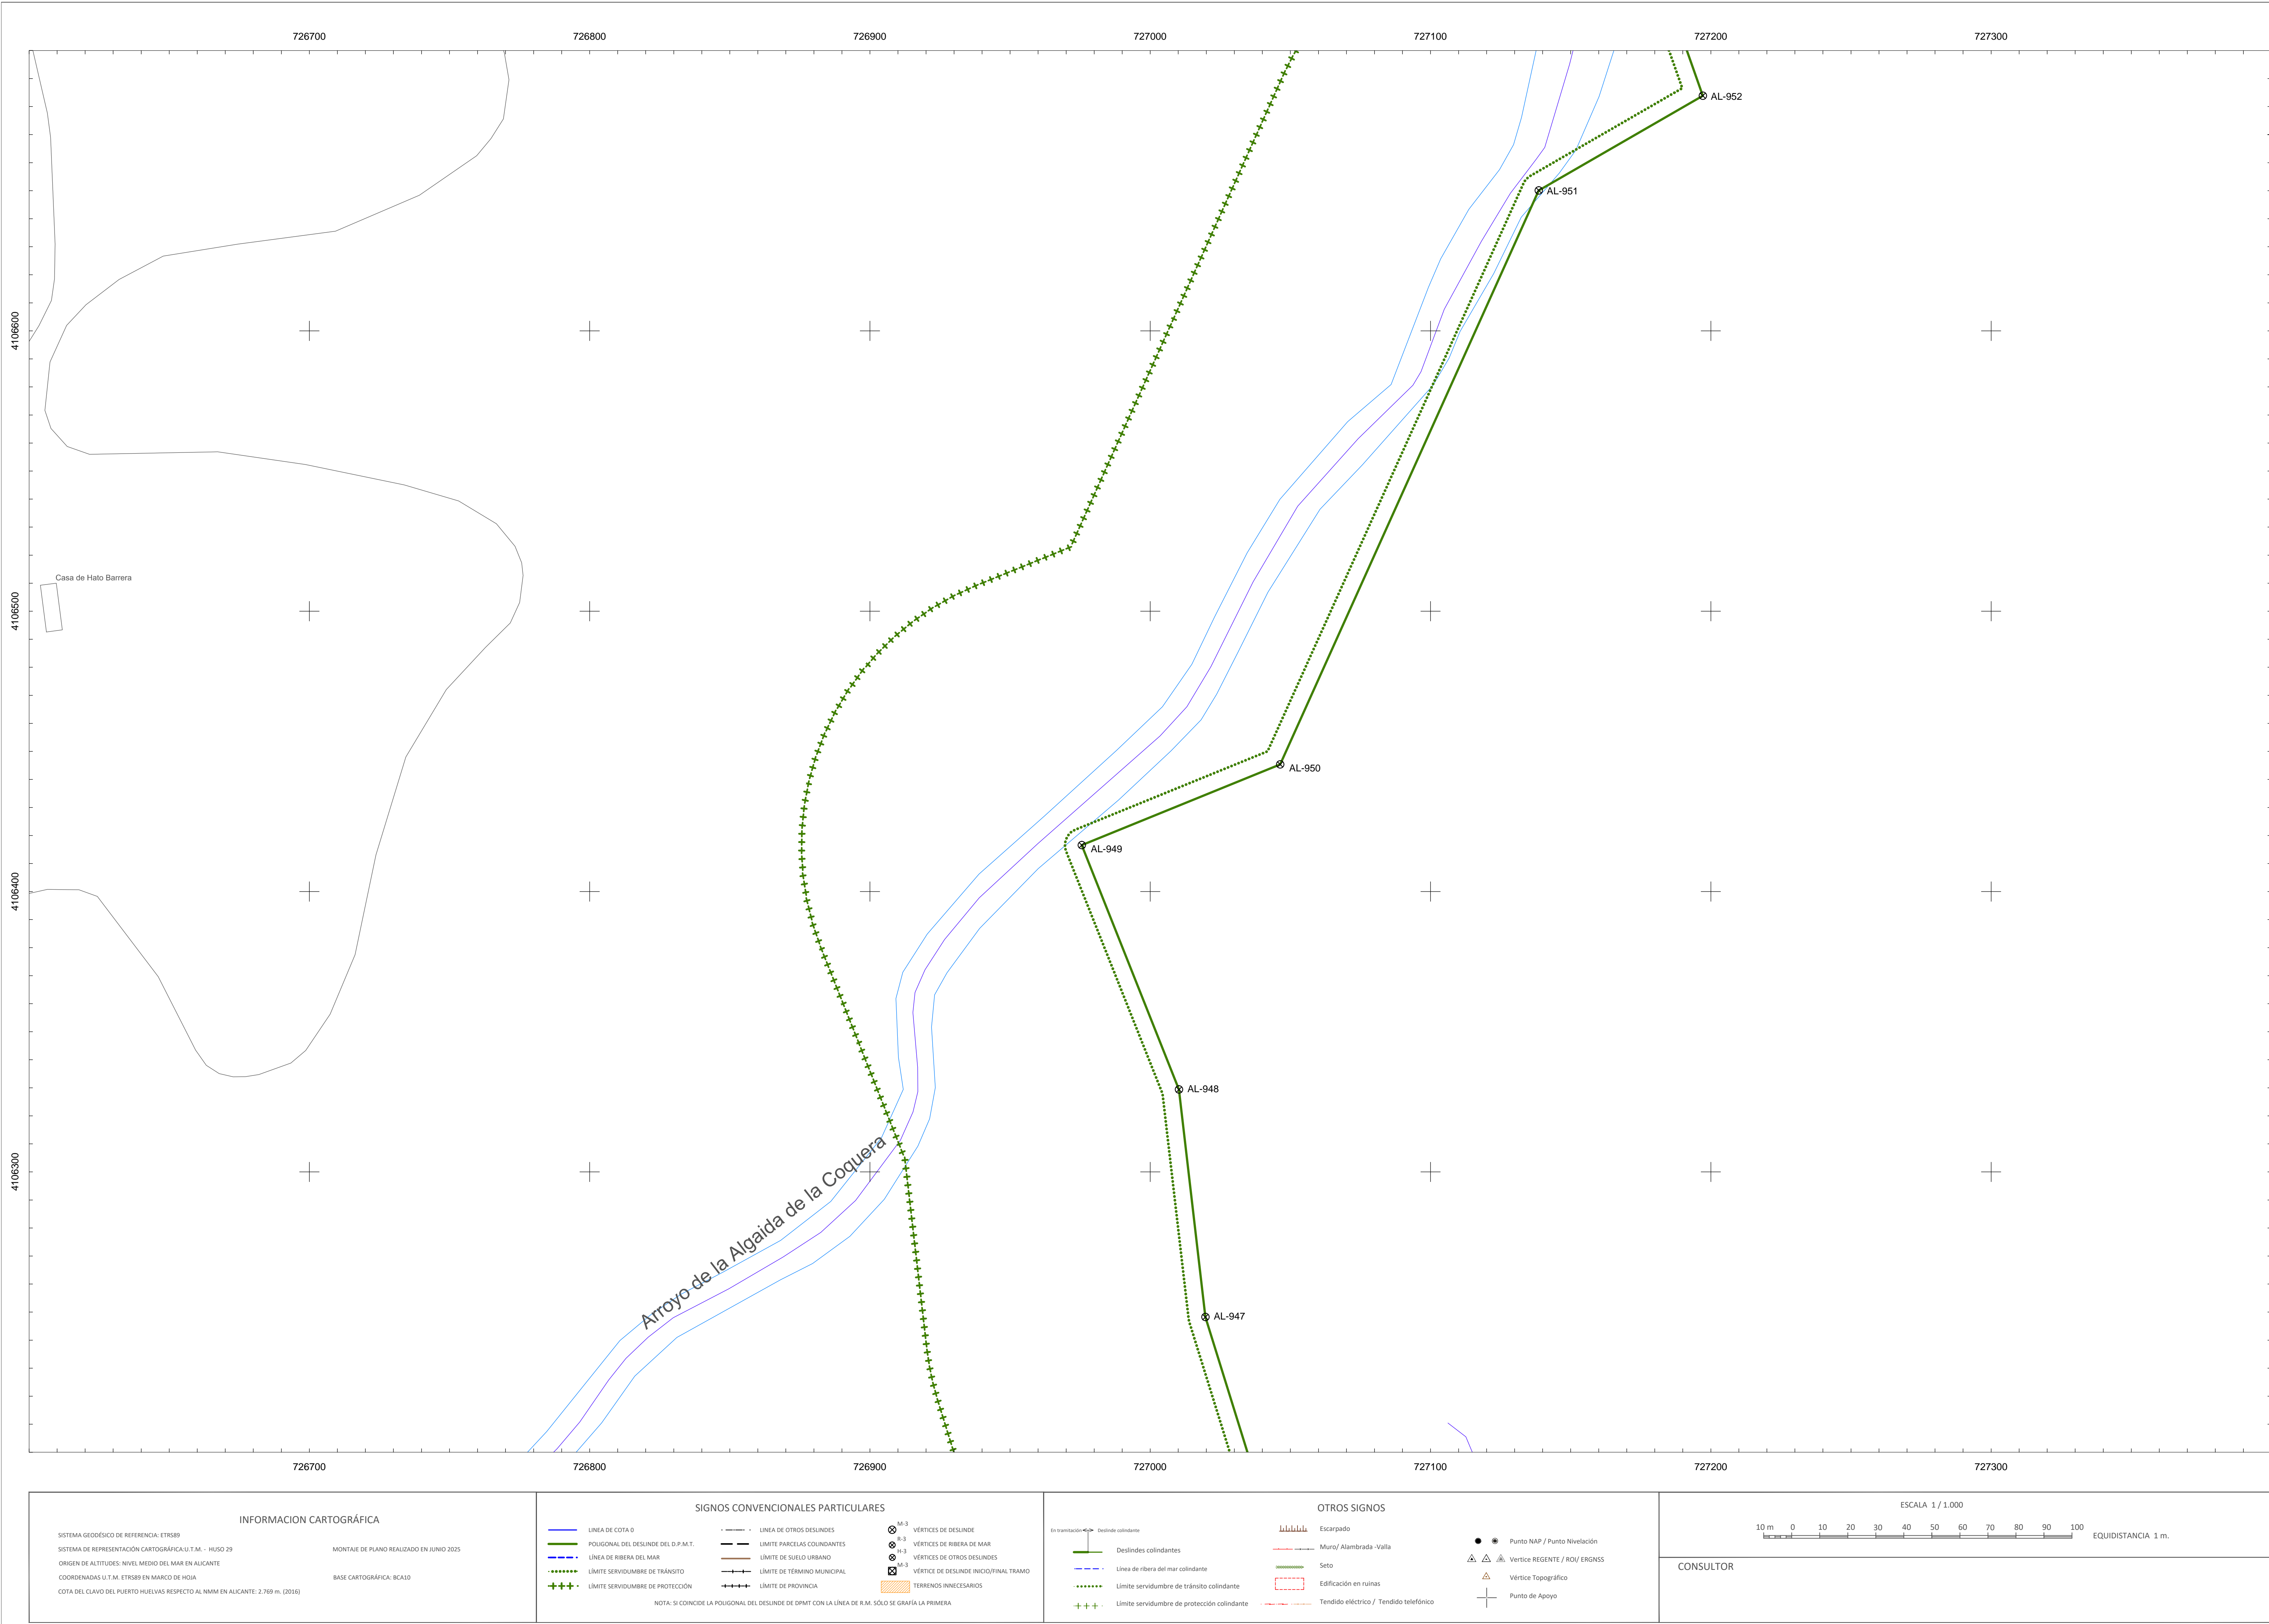 726700 726800 726900 727000 727100 727200 727300
AL-952
AL-951
4106600
Casa de Hato Barrera
4106500
AL-950
AL-949
4106400
AL-948
Arroyo de la Algaida de la Coquera
4106300
AL-947
726700 726800 726900 727000 727100 727200 727300
INFORMACION CARTOGRÁFICA
SISTEMA GEODÉSICO DE REFERENCIA: ETRS89
SISTEMA DE REPRESENTACIÓN CARTOGRÁFICA:U.T.M. - HUSO 29
MONTAJE DE PLANO REALIZADO EN JUNIO 2025
ORIGEN DE ALTITUDES: NIVEL MEDIO DEL MAR EN ALICANTE
COORDENADAS U.T.M. ETRS89 EN MARCO DE HOJA
BASE CARTOGRÁFICA: BCA10
COTA DEL CLAVO DEL PUERTO HUELVAS RESPECTO AL NMM EN ALICANTE: 2.769 m. (2016)
SIGNOS CONVENCIONALES PARTICULARES
LINEA DE COTA 0
POLIGONAL DEL DESLINDE DEL D.P.M.T.
LÍNEA DE RIBERA DEL MAR
LÍMITE SERVIDUMBRE DE TRÁNSITO
LÍMITE SERVIDUMBRE DE PROTECCIÓN
LINEA DE OTROS DESLINDES
LIMITE PARCELAS COLINDANTES
LÍMITE DE SUELO URBANO
LÍMITE DE TÉRMINO MUNICIPAL
LÍMITE DE PROVINCIA
M-3 VÉRTICES DE DESLINDE
R-3 VÉRTICES DE RIBERA DE MAR
H-3 VÉRTICES DE OTROS DESLINDES
M-3 VÉRTICE DE DESLINDE INICIO/FINAL TRAMO
TERRENOS INNECESARIOS
NOTA: SI COINCIDE LA POLIGONAL DEL DESLINDE DE DPMT CON LA LÍNEA DE R.M. SÓLO SE GRAFÍA LA PRIMERA
OTROS SIGNOS
En tramitación Deslinde colindante
Deslindes colindantes
Línea de ribera del mar colindante
Límite servidumbre de tránsito colindante
Límite servidumbre de protección colindante
Escarpado
Muro/ Alambrada -Valla
Seto
Edificación en ruinas
Tendido eléctrico / Tendido telefónico
Punto NAP / Punto Nivelación
Vertice REGENTE / ROI/ ERGNSS
Vértice Topográfico
Punto de Apoyo
ESCALA 1 / 1.000
10 m 0 10 20 30 40 50 60 70 80 90 100
EQUIDISTANCIA 1 m.
CONSULTOR